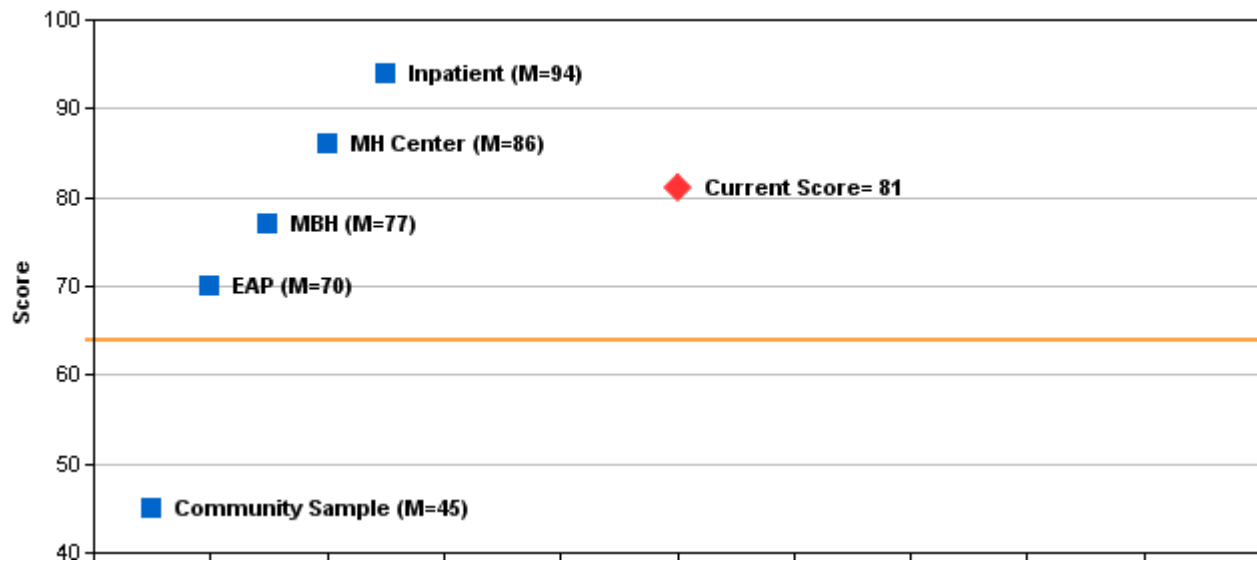 100
Inpatient (M=94)
90
MH Center (M=86)
Current Score= 81
80
MBH (M=77)
70
EAP (M=70)
Score
60
50
Community Sample (M=45)
40